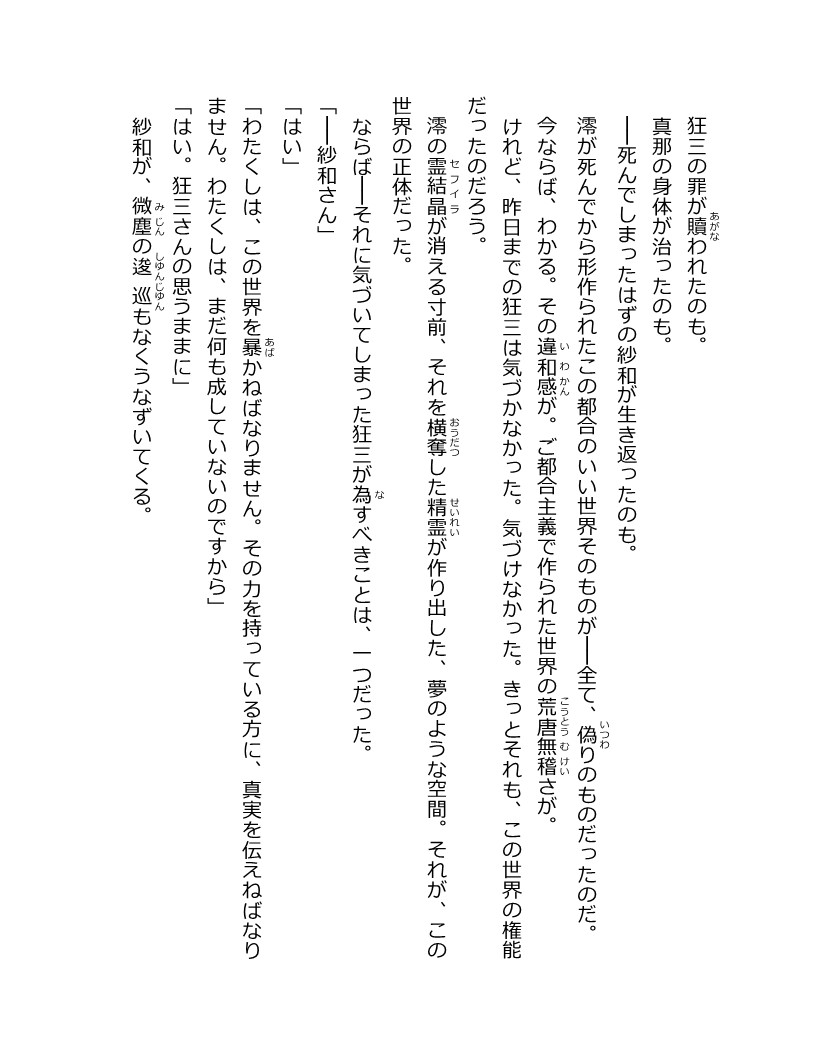 狂三の罪が贖われたのも。
真那の身体が治ったのも。
――死んでしまったはずの紗和が生き返ったのも。
澪が死んでから形作られたこの都合のいい世界そのものが――全て、偽りのものだったのだ。
今ならば、わかる。その違和感が。ご都合主義で作られた世界の荒唐無稽さが。
けれど、昨日までの狂三は気づかなかった。気づけなかった。きっとそれも、この世界の権能
だったのだろう。
澪の霊結晶が消える寸前、それを横奪した精霊が作り出した、夢のような空間。それが、この
世界の正体だった。
ならば――それに気づいてしまった狂三が為すべきことは、一つだった。
「――紗和さん」
「はい」
「わたくしは、この世界を暴かねばなりません。その力を持っている方に、真実を伝えねばなり
ません。わたくしは、まだ何も成していないのですから」
「はい。狂三さんの思うままに」
紗和が、微塵の逡巡もなくうなずいてくる。